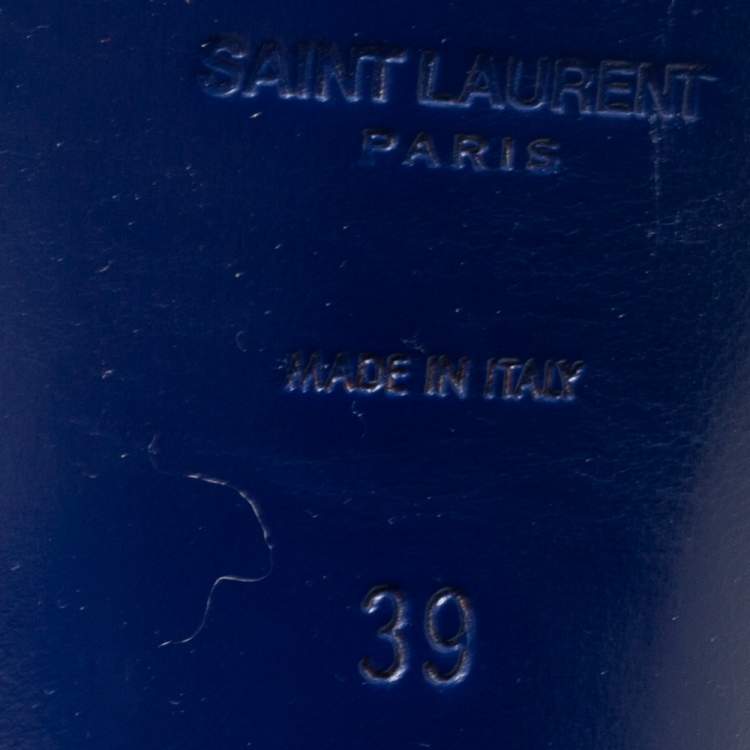 SAINT LAURENT
PARIS
MADE IN ITALY
39